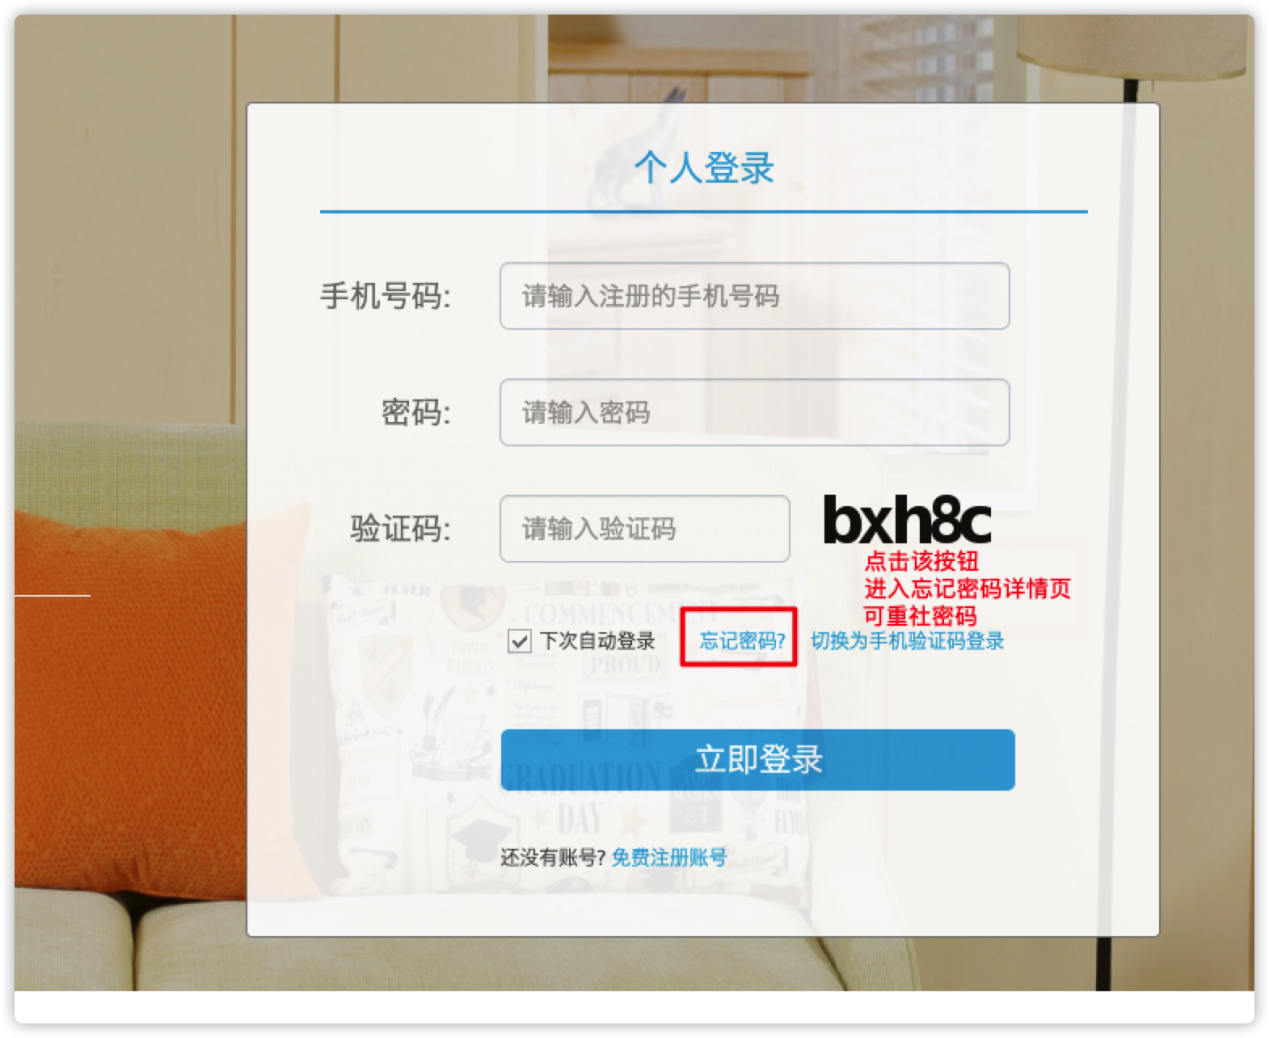 个人登录
手机号码:
请输入注册的手机号码
密码:
请输入密码
验证码:
请输入验证码
bxh8c
点击该按钮
进入忘记密码详情页
可重社密码
下次自动登录
忘记密码?
切换为手机验证码登录
COMMENCEMENT
PROUD
立即登录
GRADUATION
DAY
还没有账号? 免费注册账号